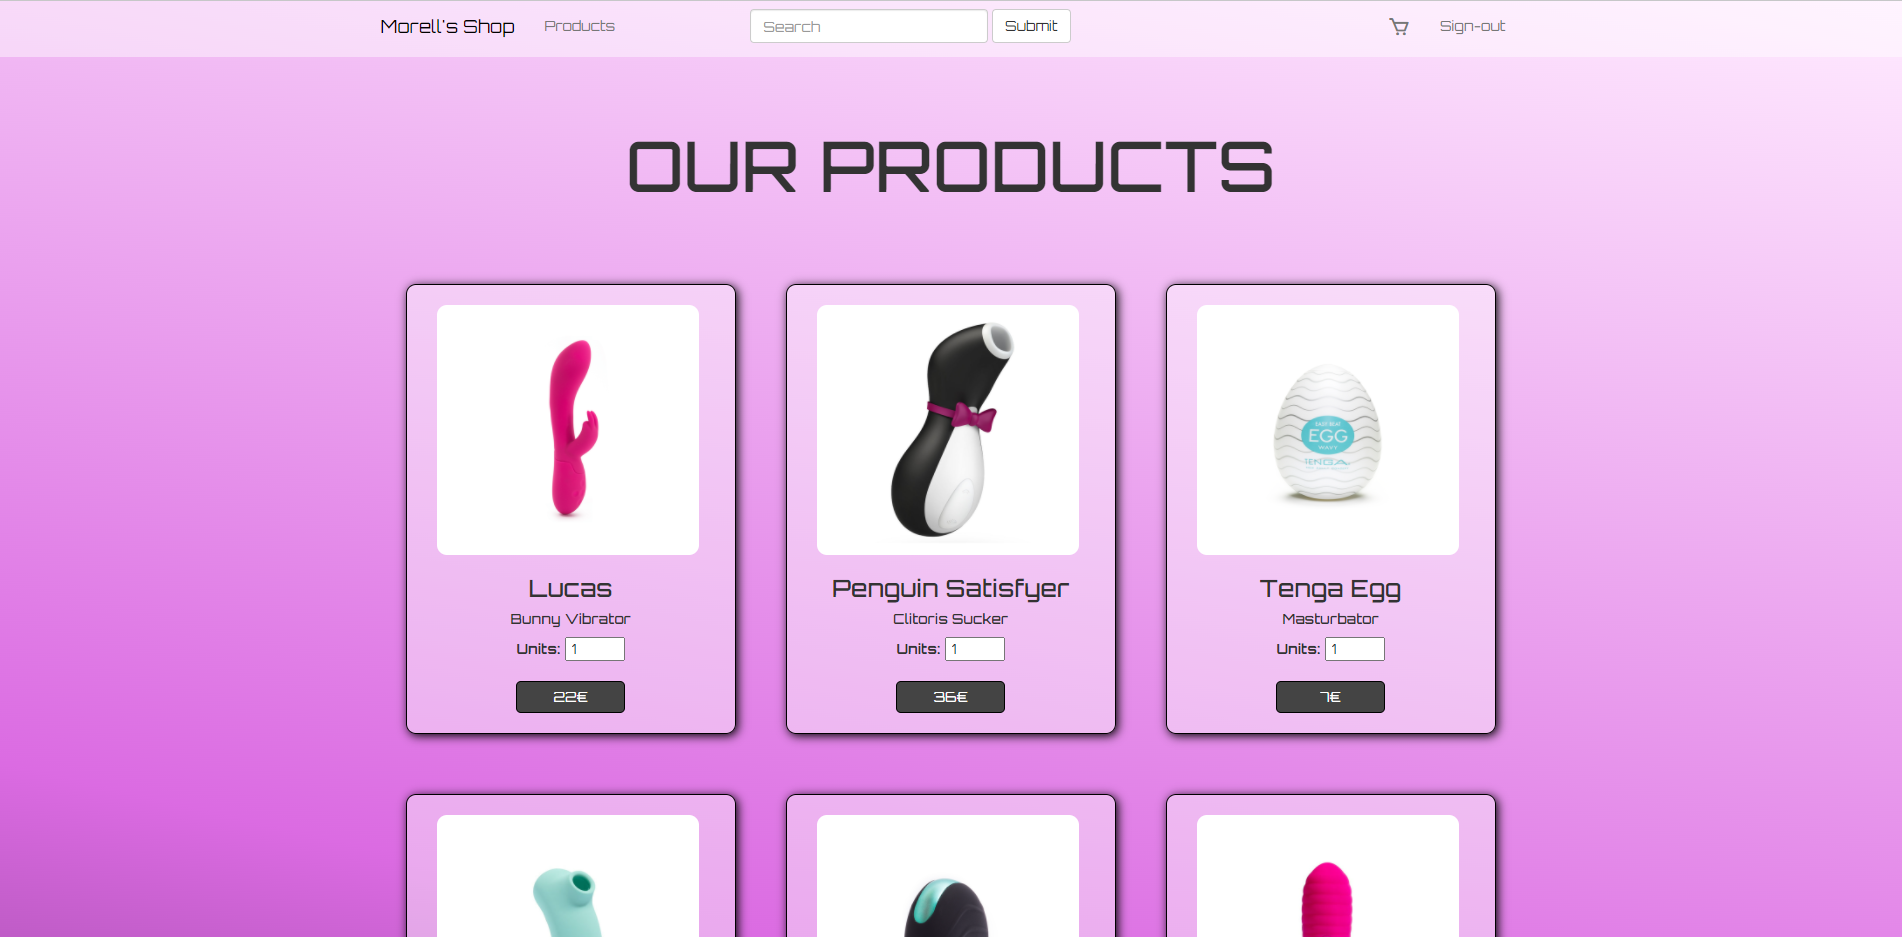 Morell's Shop Products Search Submit Sign-out
OUR PRODUCTS
EGG
WAVY
TENGA
Lucas
Bunny Vibrator
Units: 1
22€
Penguin Satisfyer
Clitoris Sucker
Units: 1
36€
Tenga Egg
Masturbator
Units: 1
7€